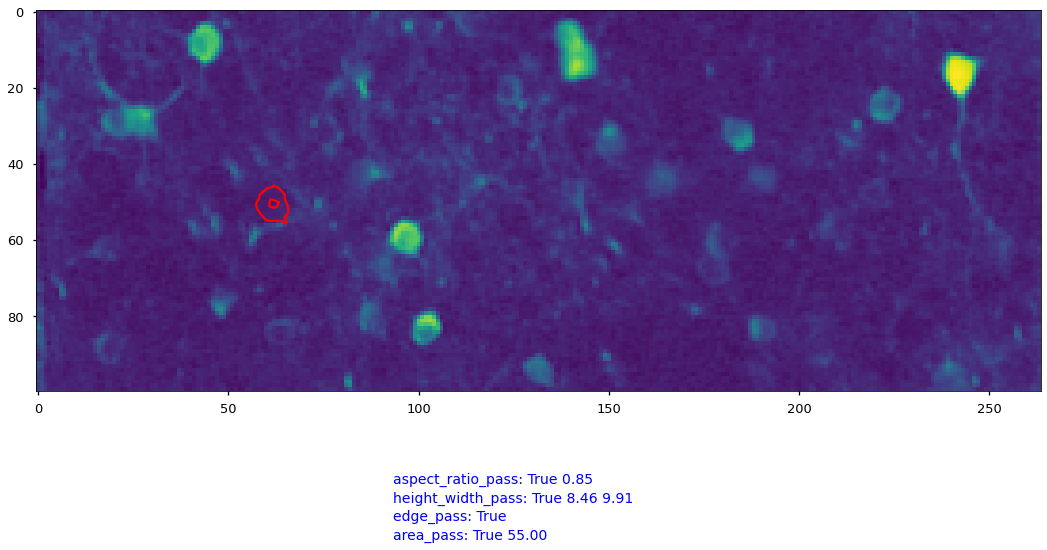 0
20
40
60
80
0 50 100 150 200 250
aspect_ratio_pass: True 0.85
height_width_pass: True 8.46 9.91
edge_pass: True
area_pass: True 55.00